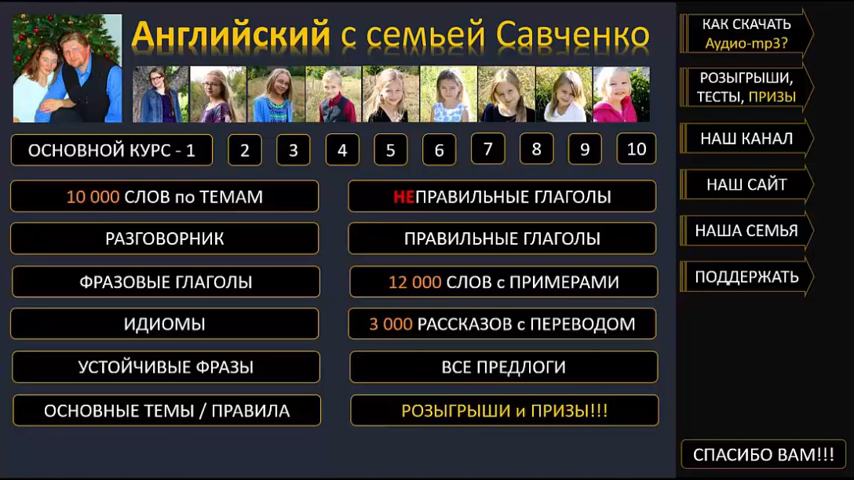 Английский с семьей Савченко
ОСНОВНОЙ КУРС - 1
2
3
4
5
6
7
8
9
10
10 000 СЛОВ по ТЕМАМ
НЕПРАВИЛЬНЫЕ ГЛАГОЛЫ
РАЗГОВОРНИК
ПРАВИЛЬНЫЕ ГЛАГОЛЫ
ФРАЗОВЫЕ ГЛАГОЛЫ
12 000 СЛОВ с ПРИМЕРАМИ
ИДИОМЫ
3 000 РАССКАЗОВ с ПЕРЕВОДОМ
УСТОЙЧИВЫЕ ФРАЗЫ
ВСЕ ПРЕДЛОГИ
ОСНОВНЫЕ ТЕМЫ / ПРАВИЛА
РОЗЫГРЫШИ и ПРИЗЫ!!!
КАК СКАЧАТЬ
Аудио-mp3?
РОЗЫГРЫШИ,
ТЕСТЫ, ПРИЗЫ
НАШ КАНАЛ
НАШ САЙТ
НАША СЕМЬЯ
ПОДДЕРЖАТЬ
СПАСИБО ВАМ!!!